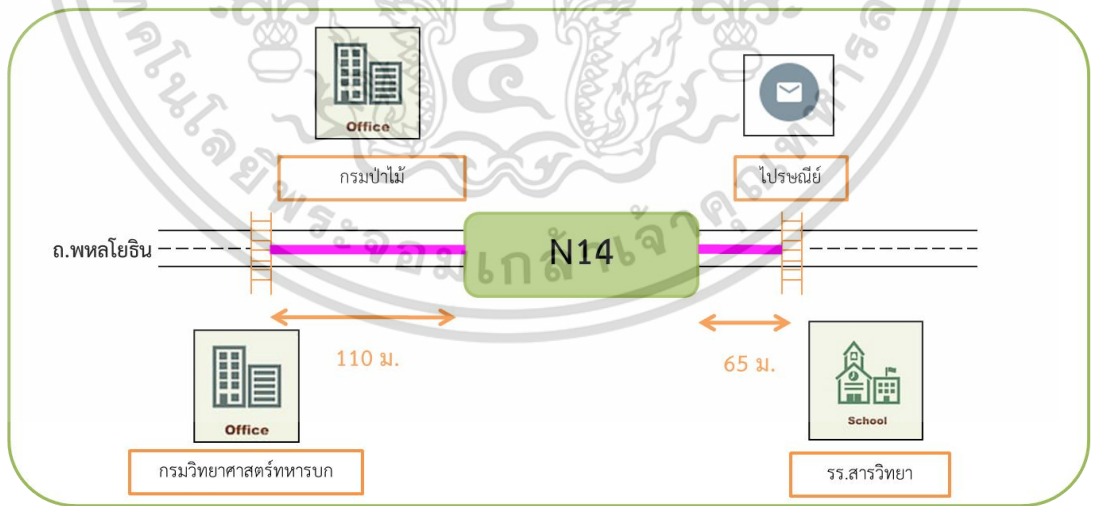 Office
กรมป่าไม้
ไปรษณีย์
ถ.พหลโยธิน
N14
110 ม.
65 ม.
Office
School
กรมวิทยาศาสตร์ทหารบก
รร.สารวิทยา